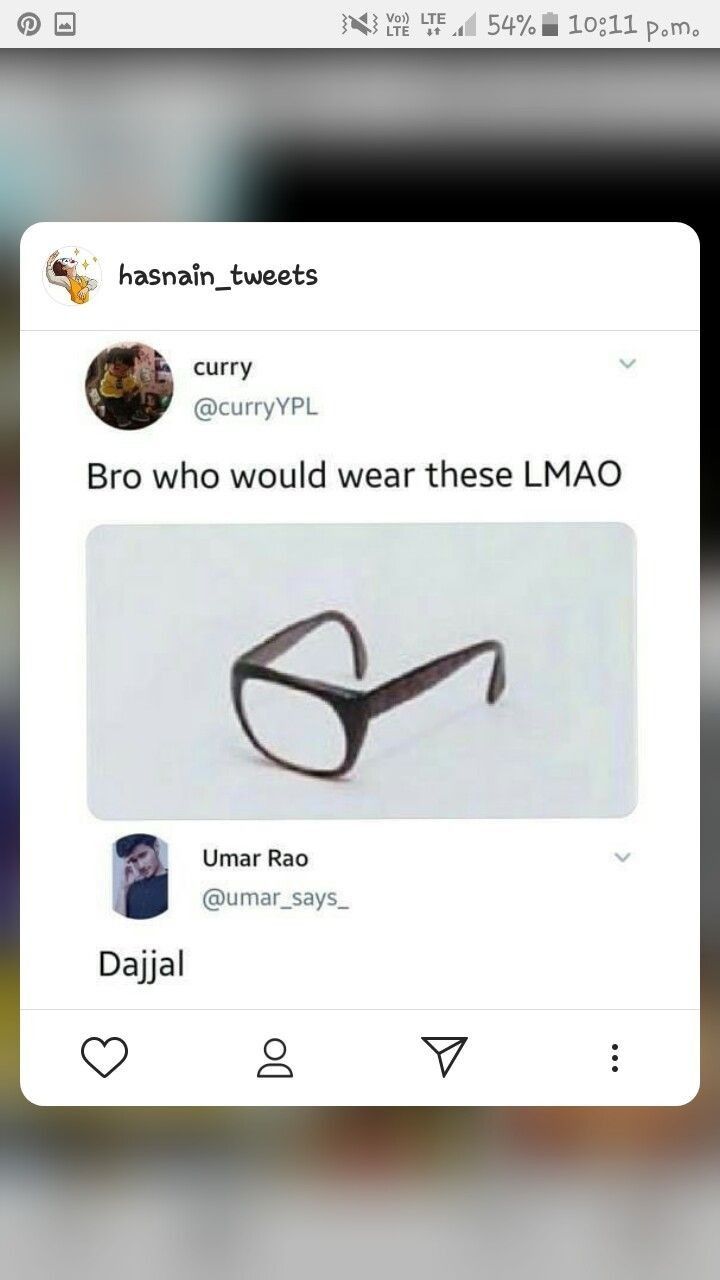 Vo))
LTE LTE 54% 10:11 p.m.
hasnain_tweets
curry
@curryYPL
Bro who would wear these LMAO
Umar Rao
@umar_says_
Dajjal